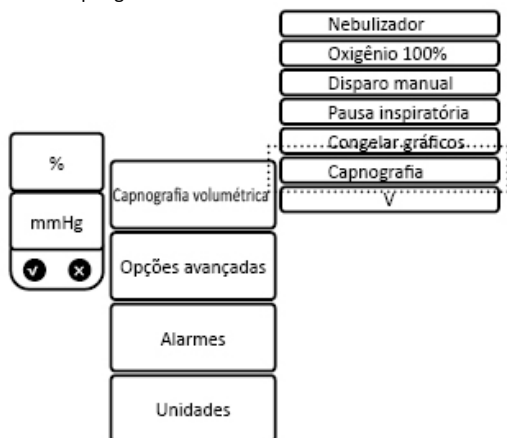 Nebulizador
Oxigênio 100%
Disparo manual
Pausa inspiratória
Congelar gráficos
Capnografia
V
%
mmHg
Capnografia volumétrica
Opções avançadas
Alarmes
Unidades